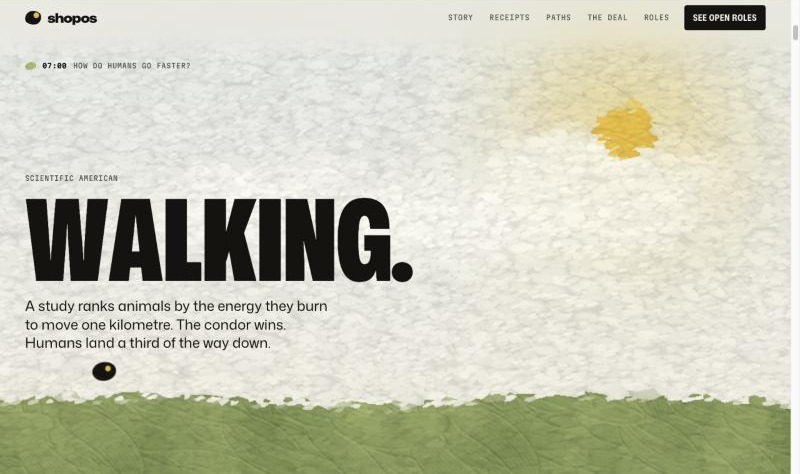 shopos
STORY RECEIPTS PATHS THE DEAL ROLES SEE OPEN ROLES
07:00 HOW DO HUMANS GO FASTER?
SCIENTIFIC AMERICAN
WALKING.
A study ranks animals by the energy they burn
to move one kilometre. The condor wins.
Humans land a third of the way down.